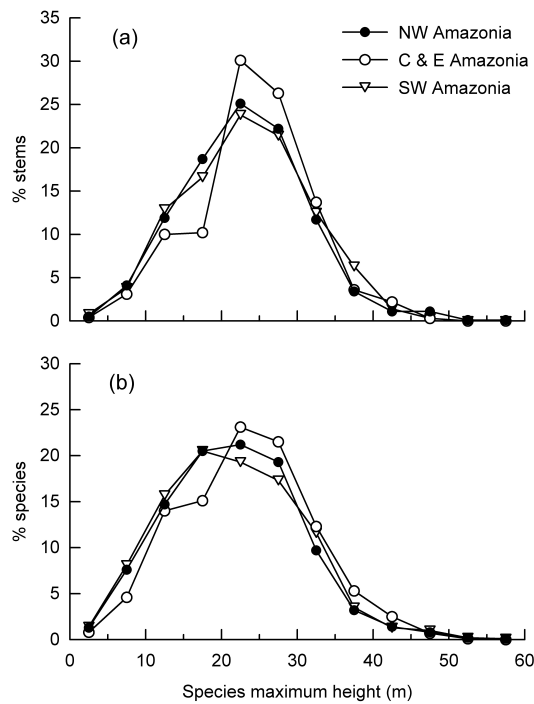 (a)
NW Amazonia
C & E Amazonia
SW Amazonia
35
30
25
20
15
10
5
0
% stems
(b)
30
25
20
15
10
5
0
% species
0 10 20 30 40 50 60
Species maximum height (m)